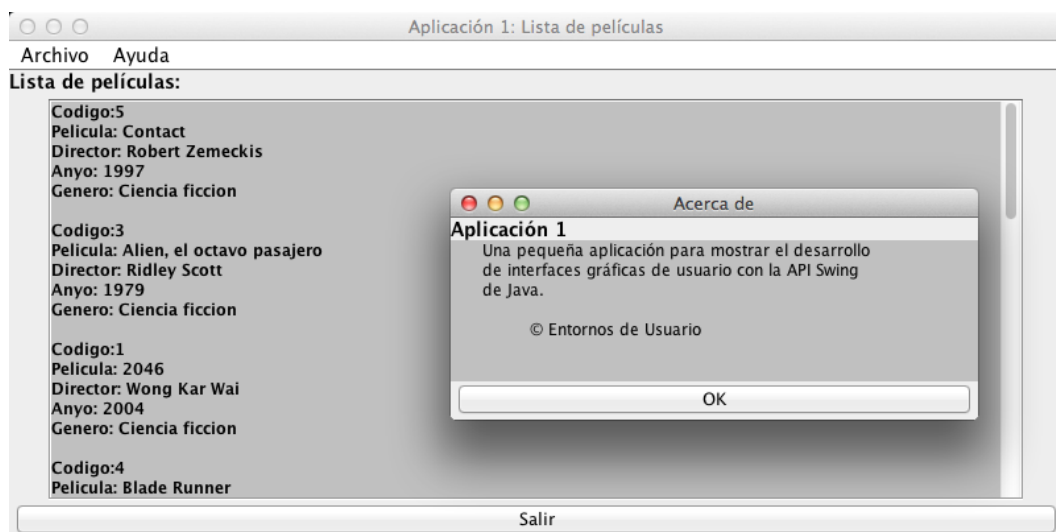 Aplicación 1: Lista de películas
Archivo Ayuda
Lista de películas:
Codigo:5
Pelicula: Contact
Director: Robert Zemeckis
Anyo: 1997
Genero: Ciencia ficcion
Codigo:3
Pelicula: Alien, el octavo pasajero
Director: Ridley Scott
Anyo: 1979
Genero: Ciencia ficcion
Codigo:1
Pelicula: 2046
Director: Wong Kar Wai
Anyo: 2004
Genero: Ciencia ficcion
Codigo:4
Pelicula: Blade Runner
Acerca de
Aplicación 1
Una pequeña aplicación para mostrar el desarrollo
de interfaces gráficas de usuario con la API Swing
de Java.
© Entornos de Usuario
OK
Salir